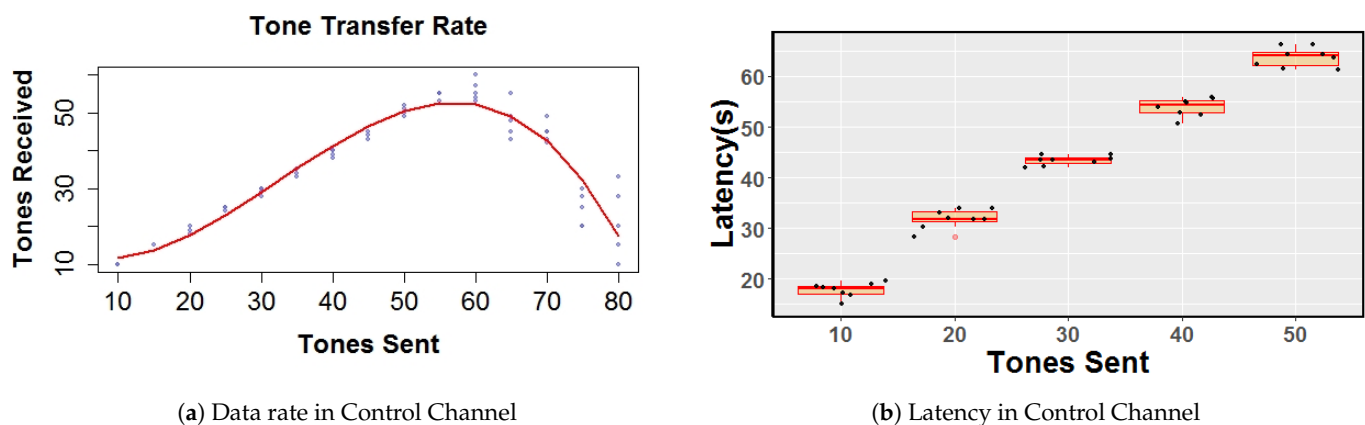 Tone Transfer Rate
Tones Received
50
30
10
10 20 30 40 50 60 70 80
Tones Sent
(a) Data rate in Control Channel
Latency(s)
60
50
40
30
20
10 20 30 40 50
Tones Sent
(b) Latency in Control Channel